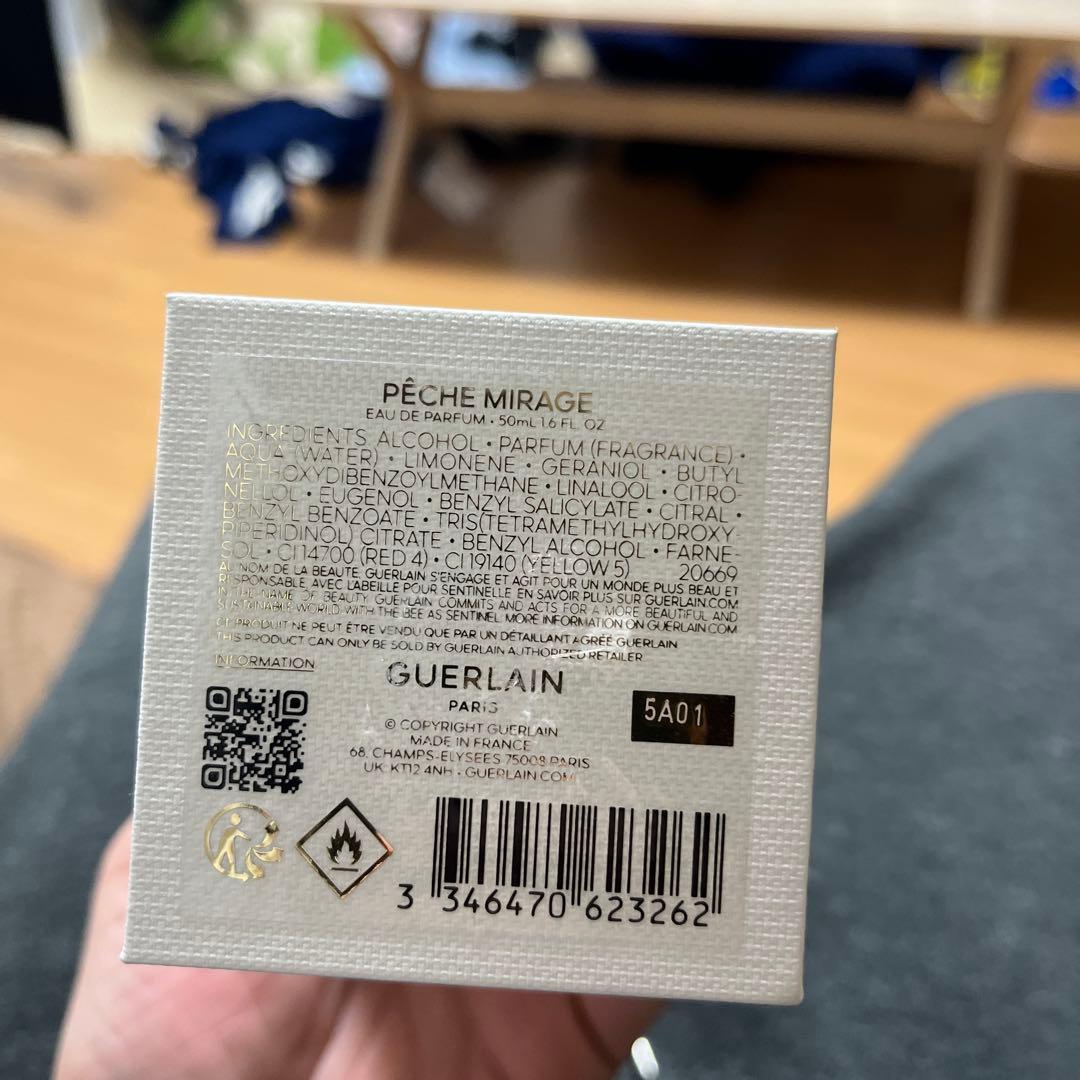 PÊCHE MIRAGE
EAU DE PARFUM • 50mL 1.6 FL. OZ
INGREDIENTS: ALCOHOL • PARFUM (FRAGRANCE) •
AQUA (WATER) • LIMONENE • GERANIOL • BUTYL
METHOXYDIBENZOYLMETHANE • LINALOOL • CITRO-
NELLOL • EUGENOL • BENZYL SALICYLATE • CITRAL •
BENZYL BENZOATE • TRIS(TETRAMETHYLHYDROXY
PIPERIDINOL) CITRATE • BENZYL ALCOHOL • FARNE-
SOL • CI 14700 (RED 4) • CI 19140 (YELLOW 5) 20669
AU NOM DE LA BEAUTE, GUERLAIN S'ENGAGE ET AGIT POUR UN MONDE PLUS BEAU ET
RESPONSABLE, AVEC L'ABEILLE POUR SENTINELLE EN SAVOIR PLUS SUR GUERLAIN.COM
IN THE NAME OF BEAUTY, GUERLAIN COMMITS AND ACTS FOR A MORE BEAUTIFUL AND
SUSTAINABLE WORLD WITH THE BEE AS SENTINEL. MORE INFORMATION ON GUERLAIN.COM
CE PRODUIT NE PEUT ÊTRE VENDU QUE PAR UN DÉTAILLANT AGRÉÉ GUERLAIN
THIS PRODUCT CAN ONLY BE SOLD BY GUERLAIN AUTHORIZED RETAILER
INFORMATION
GUERLAIN
PARIS
5A01
© COPYRIGHT GUERLAIN
MADE IN FRANCE
68, CHAMPS-ELYSEES 75008 PARIS
UK: KT12 4NH • GUERLAIN.COM
3 346470 623262